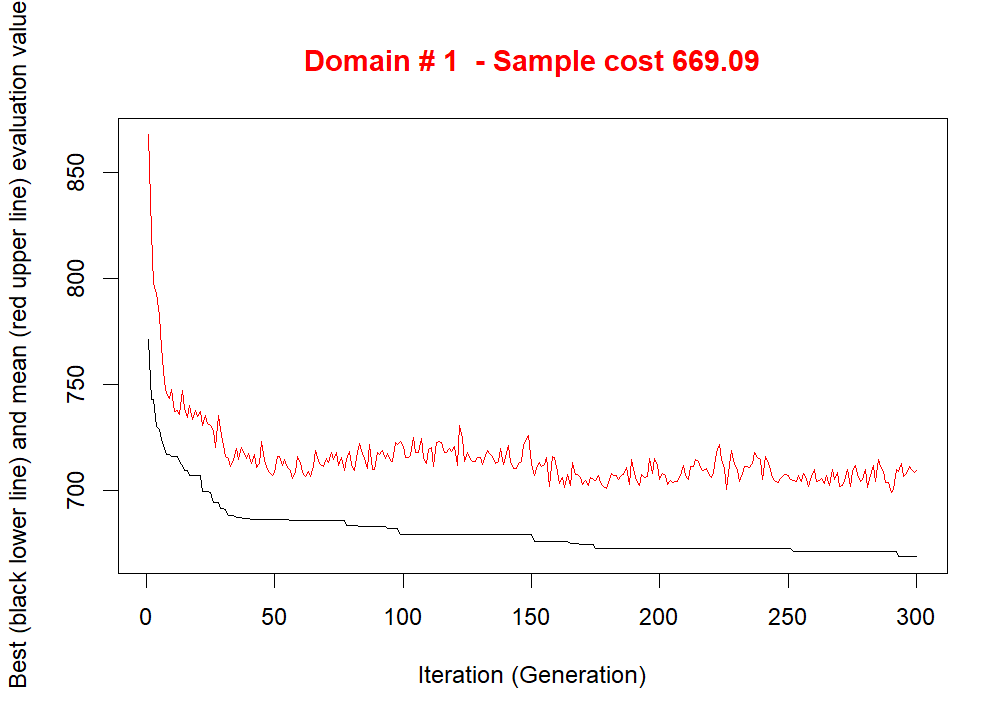 Domain # 1  - Sample cost 669.09
Best (black lower line) and mean (red upper line) evaluation value
850
800
750
700
0 50 100 150 200 250 300
Iteration (Generation)